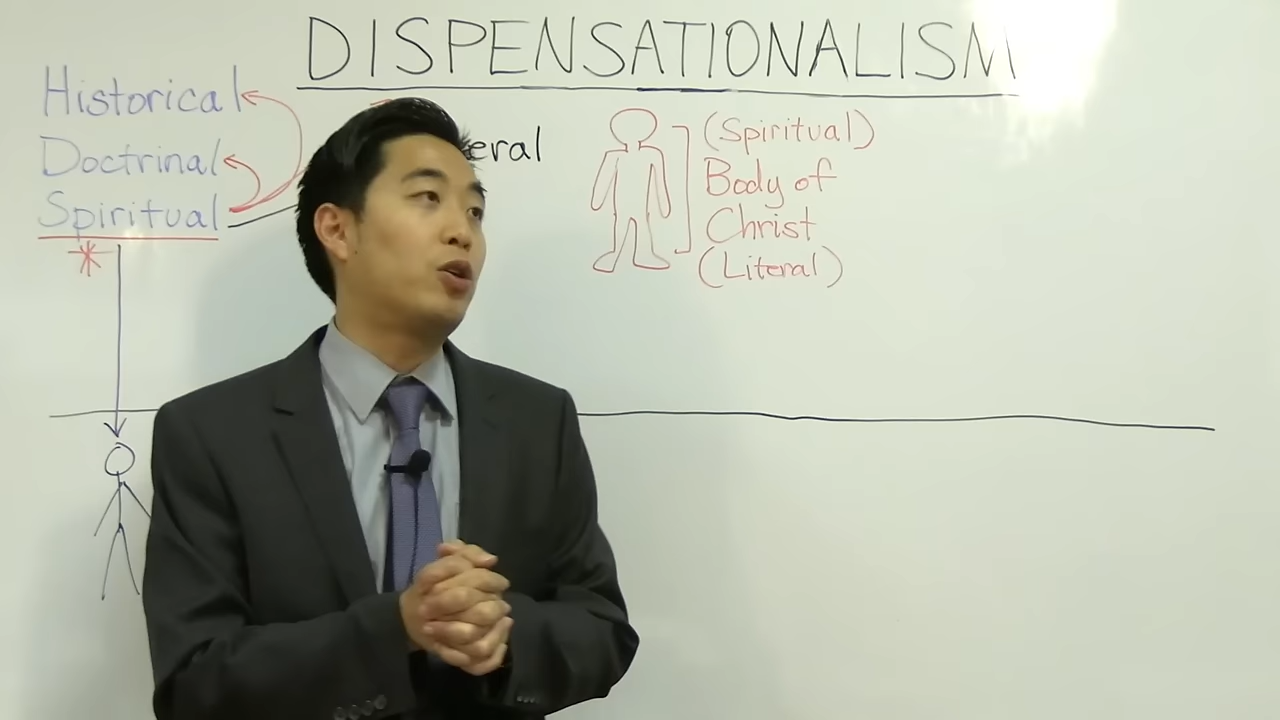 DISPENSATIONALISM
Historical
Doctrinal
Spiritual
*
eral
(Spiritual)
Body of
Christ
(Literal)